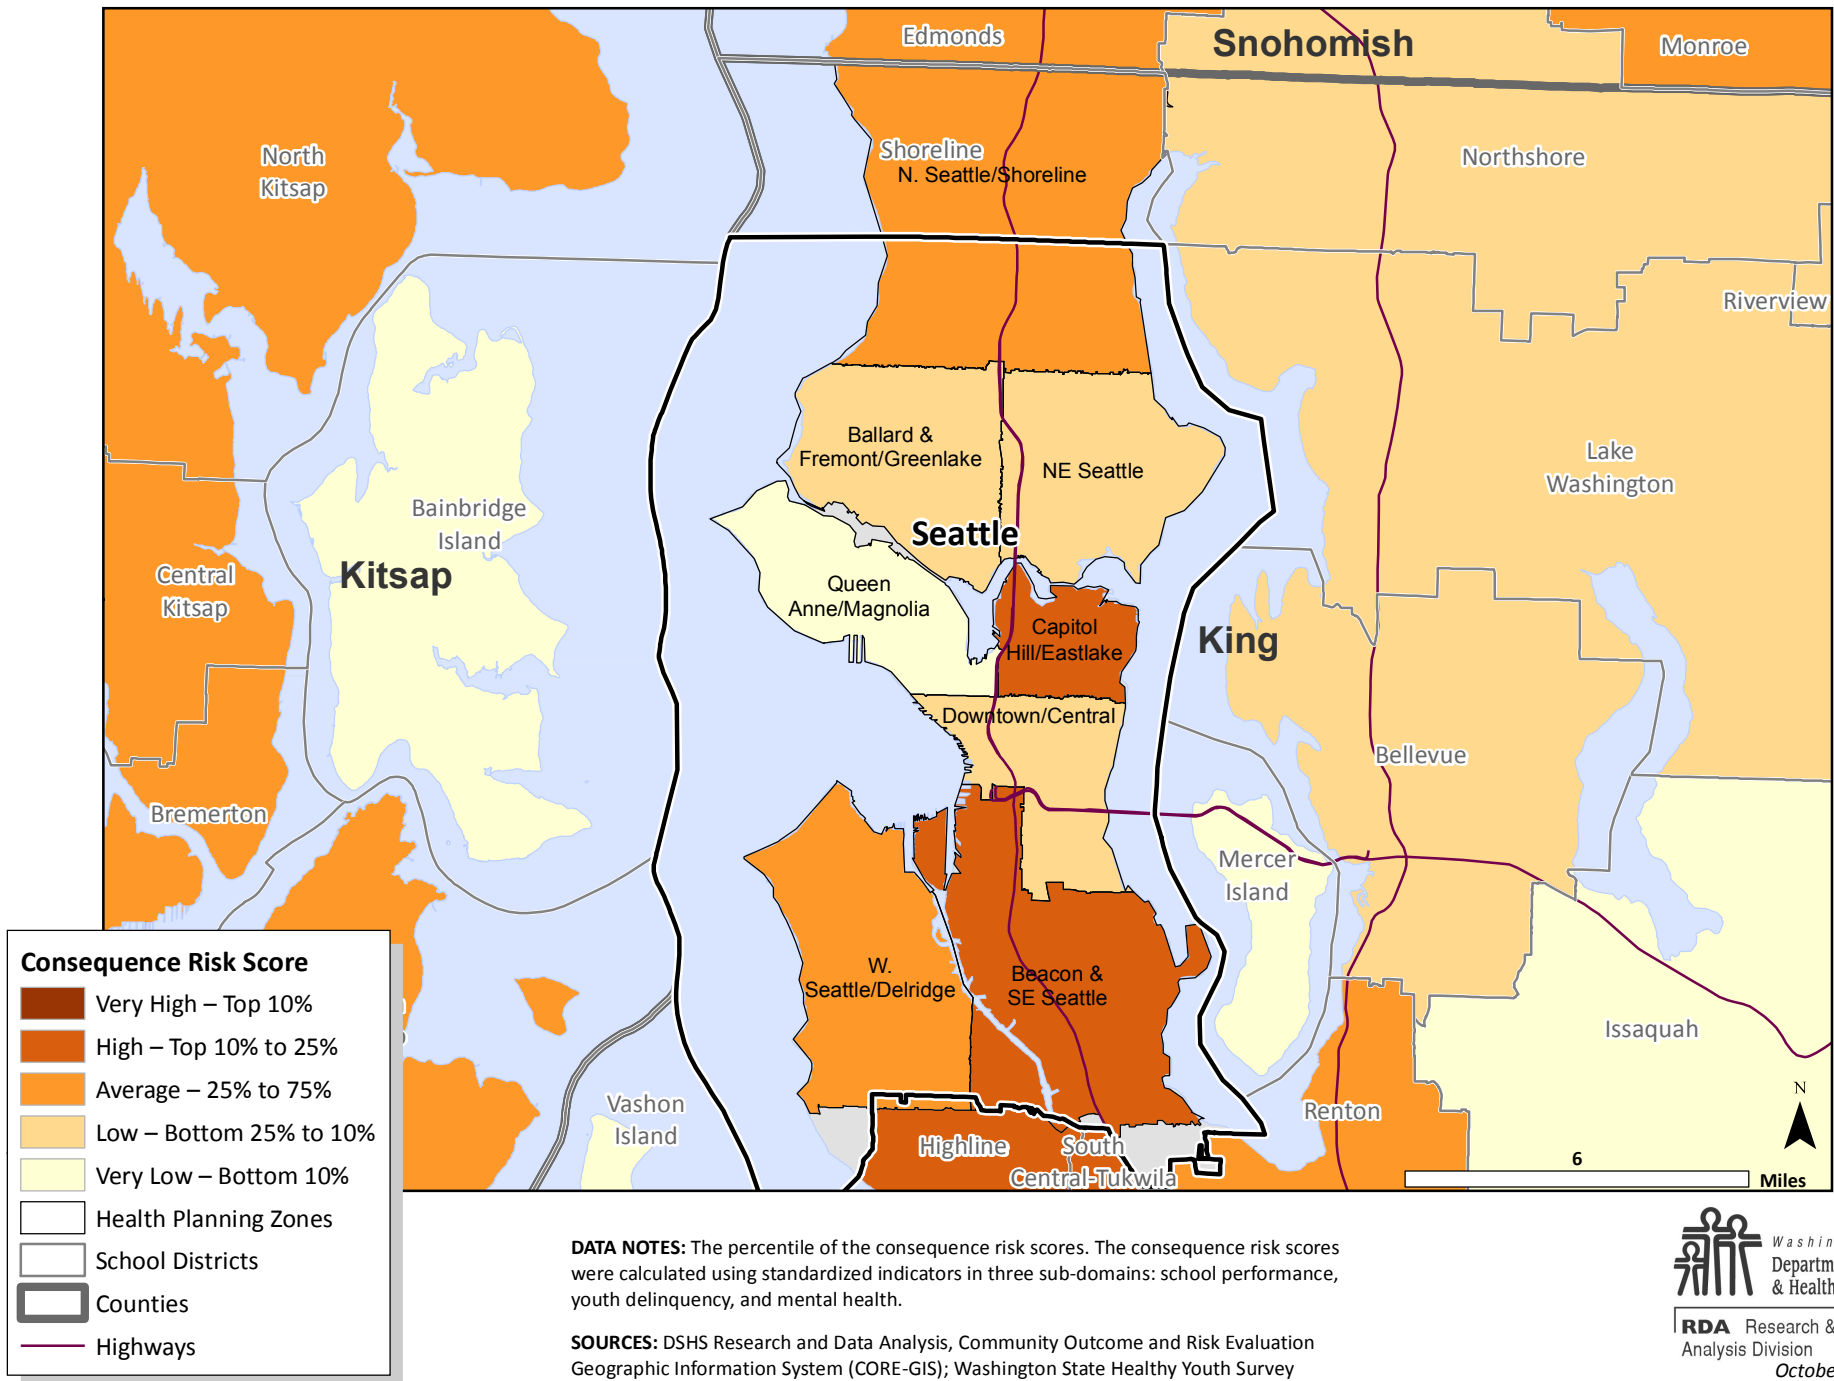 Edmonds
Snohomish
Monroe
North
Kitsap
Shoreline
N. Seattle/Shoreline
Northshore
Riverview
Ballard &
Fremont/Greenlake
NE Seattle
Lake
Washington
Bainbridge
Island
Seattle
Kitsap
Central
Kitsap
Queen
Anne/Magnolia
Capitol
Hill/Eastlake
King
Downtown/Central
Bellevue
Bremerton
Mercer
Island
W.
Seattle/Delridge
Beacon &
SE Seattle
Issaquah
Vashon
Island
Renton
Highline
South
Central-Tukwila
N
6
Miles
Consequence Risk Score
Very High – Top 10%
High – Top 10% to 25%
Average – 25% to 75%
Low – Bottom 25% to 10%
Very Low – Bottom 10%
Health Planning Zones
School Districts
Counties
Highways
DATA NOTES: The percentile of the consequence risk scores. The consequence risk scores
were calculated using standardized indicators in three sub-domains: school performance,
youth delinquency, and mental health.
SOURCES: DSHS Research and Data Analysis, Community Outcome and Risk Evaluation
Geographic Information System (CORE-GIS); Washington State Healthy Youth Survey
Washin
Departm
& Health
RDA Research &
Analysis Division
Octobe